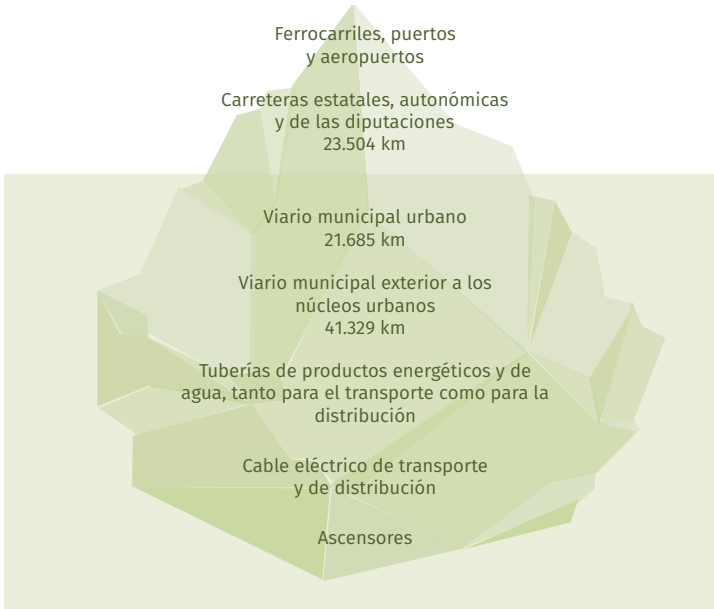 Ferrocarriles, puertos
y aeropuertos
Carreteras estatales, autonómicas
y de las diputaciones
23.504 km
Viario municipal urbano
21.685 km
Viario municipal exterior a los
núcleos urbanos
41.329 km
Tuberías de productos energéticos y de
agua, tanto para el transporte como para la
distribución
Cable eléctrico de transporte
y de distribución
Ascensores